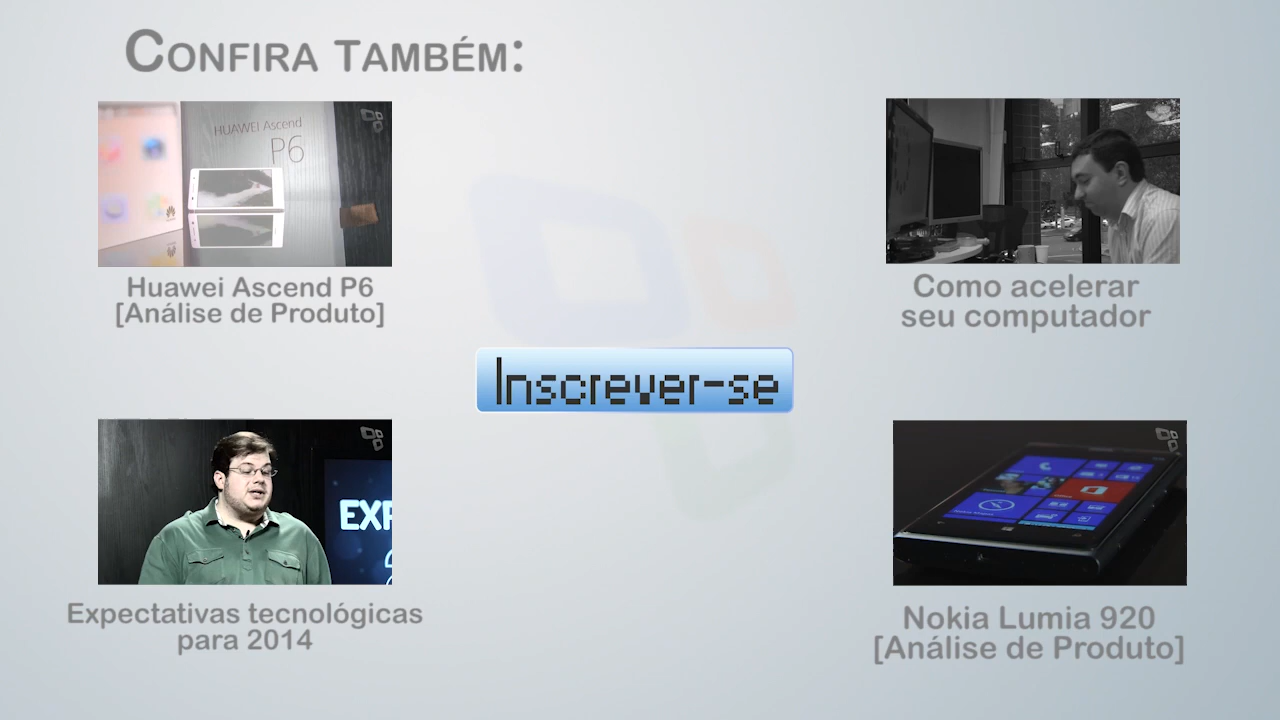 Confira Também:
HUAWEI Ascend
P6
Huawei Ascend P6
[Análise de Produto]
Como acelerar
seu computador
Inscrever-se
EXP
Expectativas tecnológicas
para 2014
Nokia Lumia 920
[Análise de Produto]